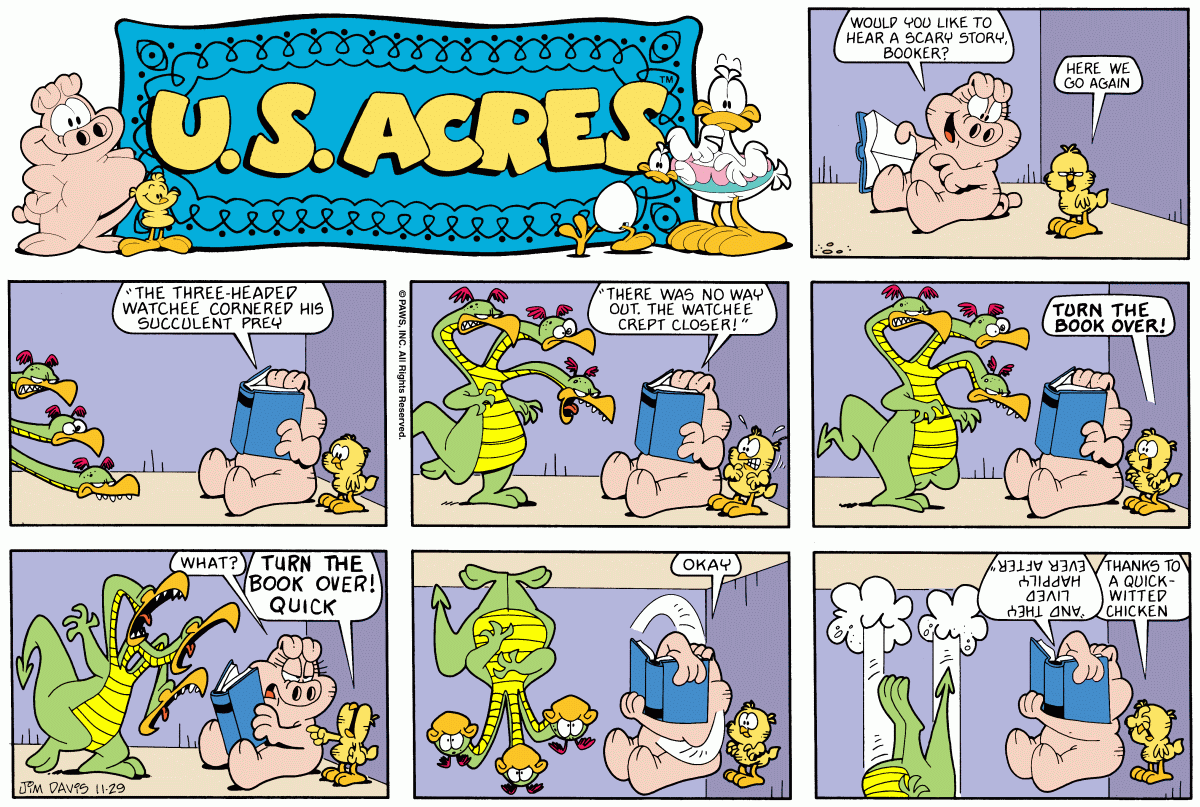 U.S. ACRES
TM
WOULD YOU LIKE TO
HEAR A SCARY STORY,
BOOKER?
HERE WE
GO AGAIN
"THE THREE-HEADED
WATCHEE CORNERED HIS
SUCCULENT PREY
© PAWS, INC. All Rights Reserved.
"THERE WAS NO WAY
OUT. THE WATCHEE
CREPT CLOSER!"
TURN THE
BOOK OVER!
WHAT?
TURN THE
BOOK OVER!
QUICK
JIM DAVIS 11-29
OKAY
"AND THEY
LIVED
HAPPILY
EVER AFTER"
THANKS TO
A QUICK-
WITTED
CHICKEN